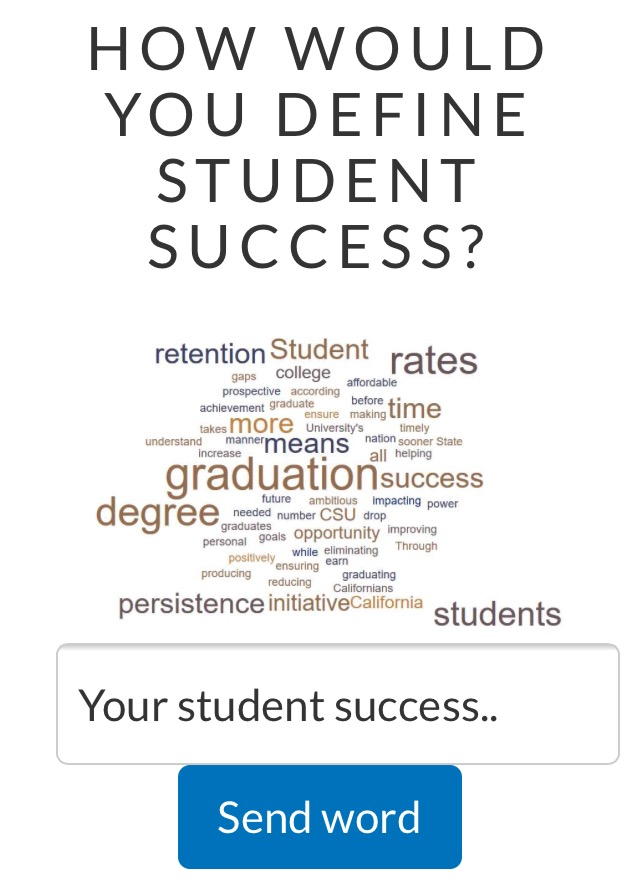 HOW WOULD
YOU DEFINE
STUDENT
SUCCESS?
retention Student rates
gaps college
affordable
prospective according
achievement graduate before time
ensure making
takes more University's timely
understand manner means nation sooner State
increase all helping
graduation success
degree future ambitious impacting power
needed number CSU drop
graduates
personal goals opportunity improving
positively while eliminating Through
ensuring earn
producing graduating
reducing Californians
persistence initiative California students
Your student success..
Send word